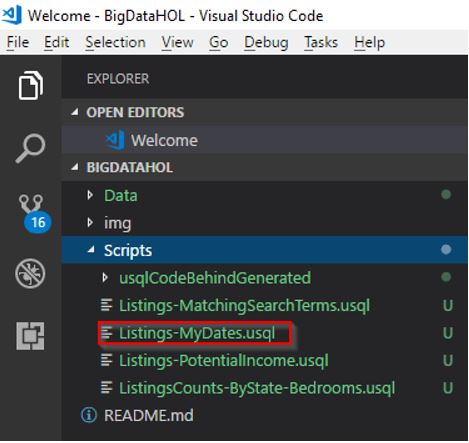 Welcome - BigDataHOL - Visual Studio Code
File Edit Selection View Go Debug Tasks Help
EXPLORER
OPEN EDITORS
Welcome
BIGDATAHOL
Data
img
16
Scripts
usqlCodeBehindGenerated
Listings-MatchingSearchTerms.usql U
Listings-MyDates.usql U
Listings-PotentialIncome.usql U
ListingsCounts-ByState-Bedrooms.usql U
README.md